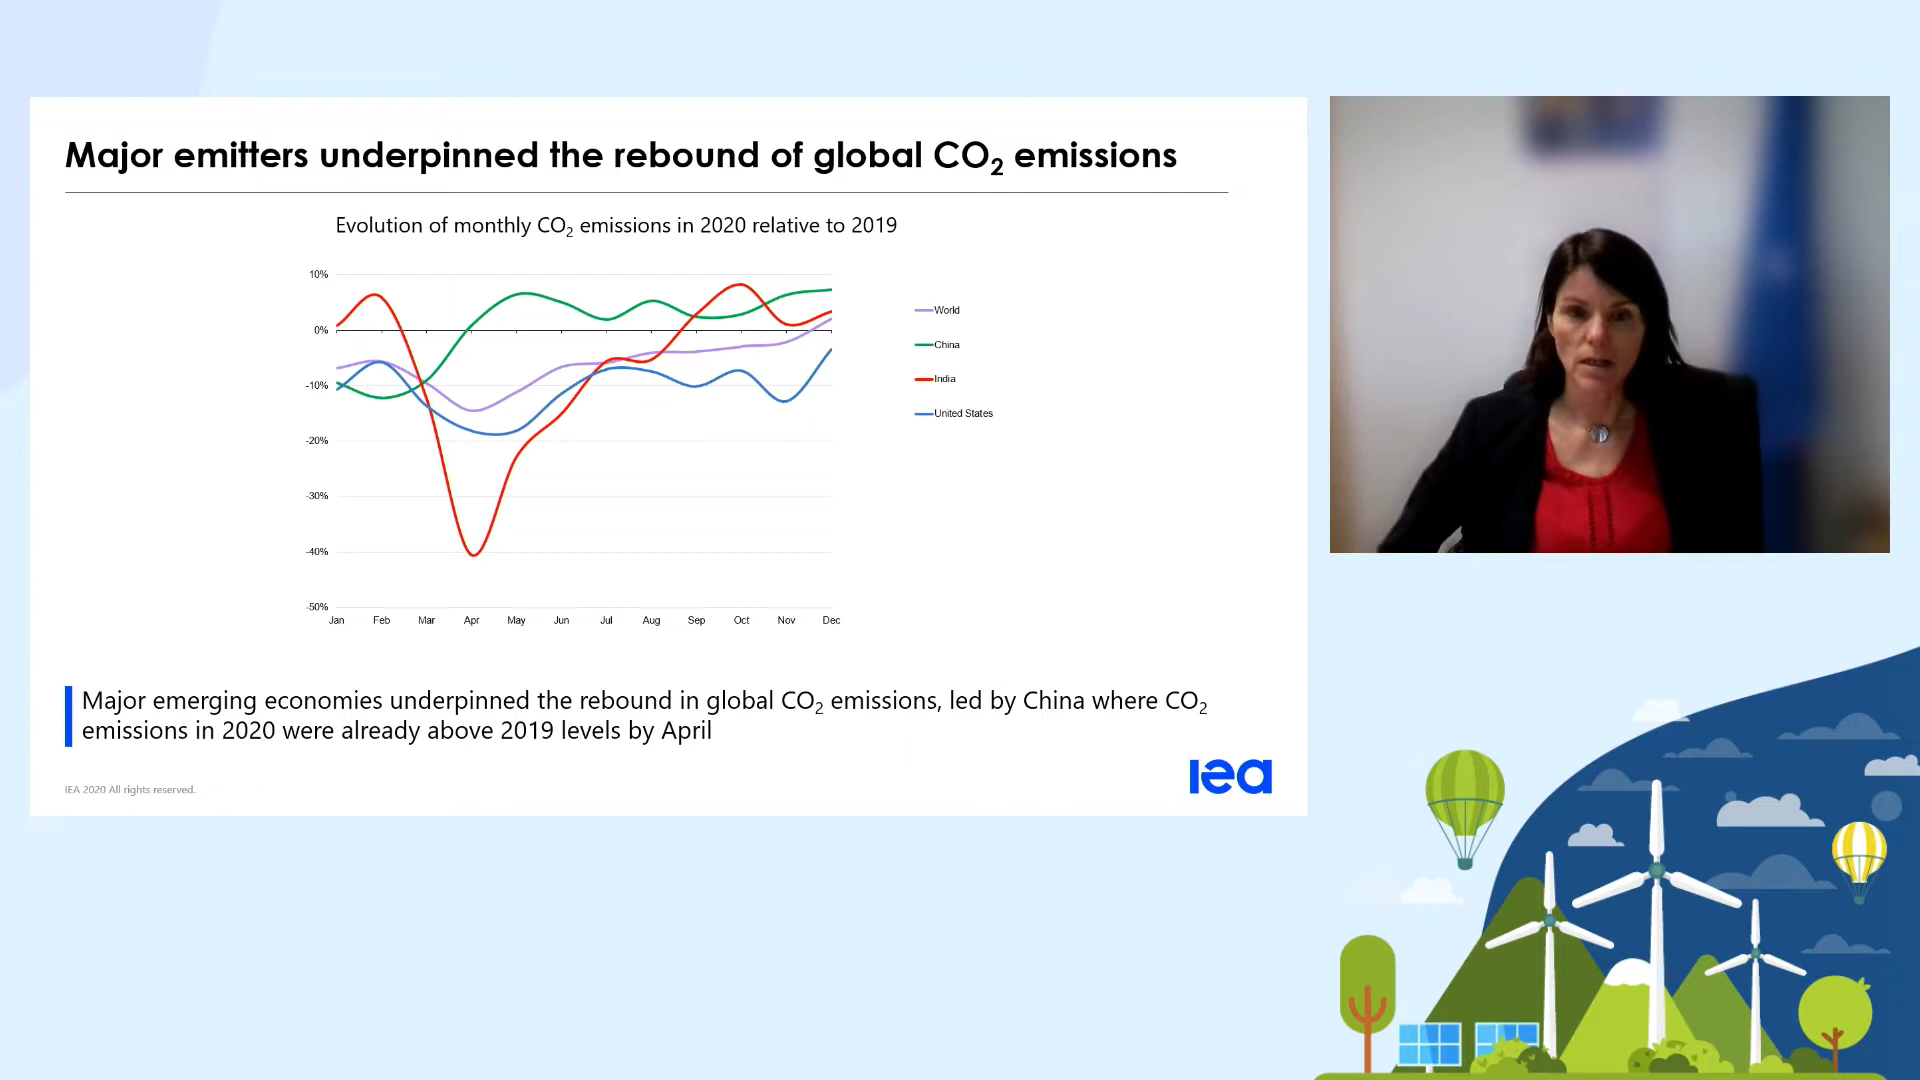 Major emitters underpinned the rebound of global CO₂ emissions
Evolution of monthly CO₂ emissions in 2020 relative to 2019
10%
0%
-10%
-20%
-30%
-40%
-50%
Jan Feb Mar Apr May Jun Jul Aug Sep Oct Nov Dec
World
China
India
United States
Major emerging economies underpinned the rebound in global CO₂ emissions, led by China where CO₂
emissions in 2020 were already above 2019 levels by April
IEA 2020 All rights reserved.
iea